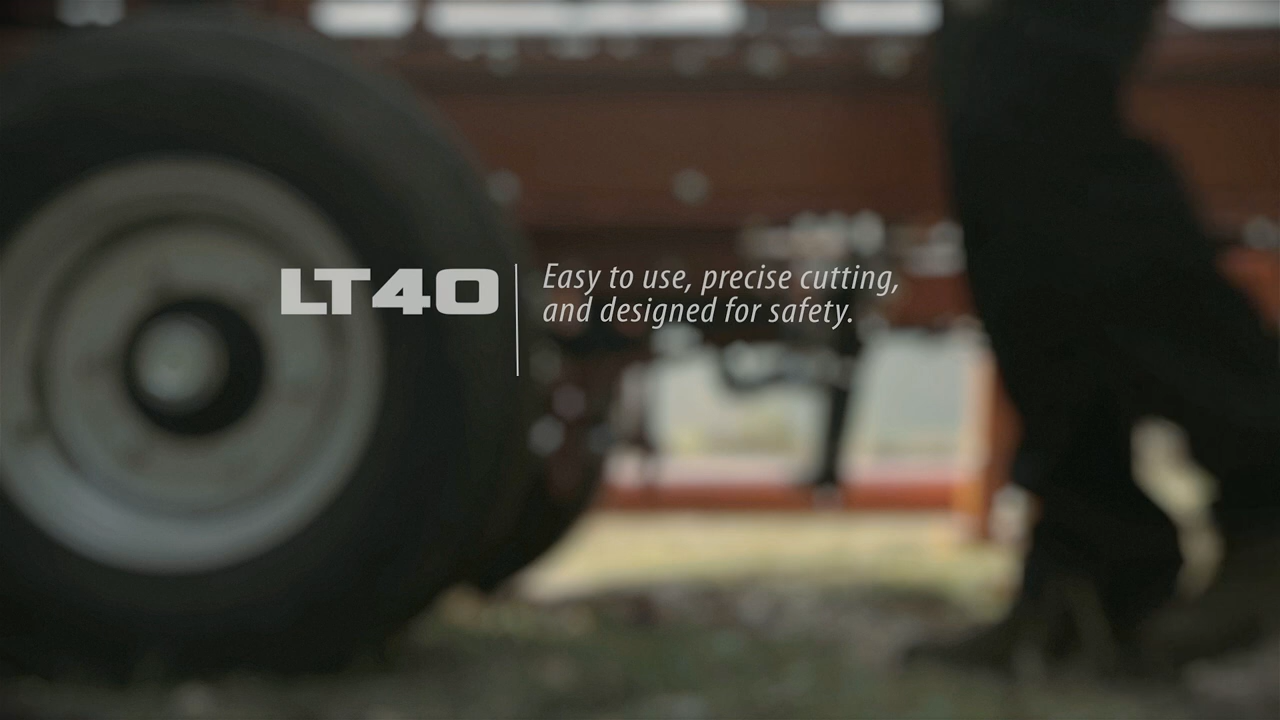 LT40
Easy to use, precise cutting,
and designed for safety.